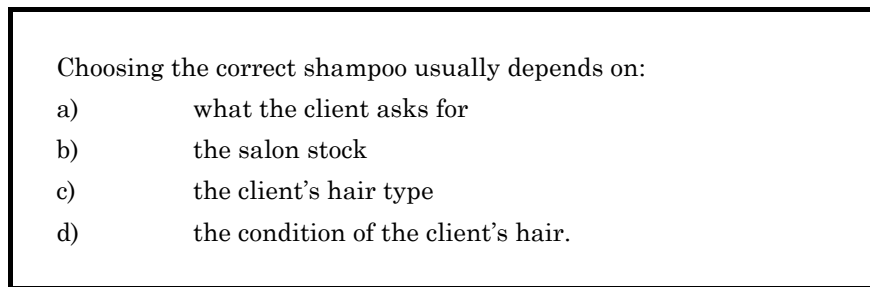 Choosing the correct shampoo usually depends on:
a) what the client asks for
b) the salon stock
c) the client’s hair type
d) the condition of the client’s hair.